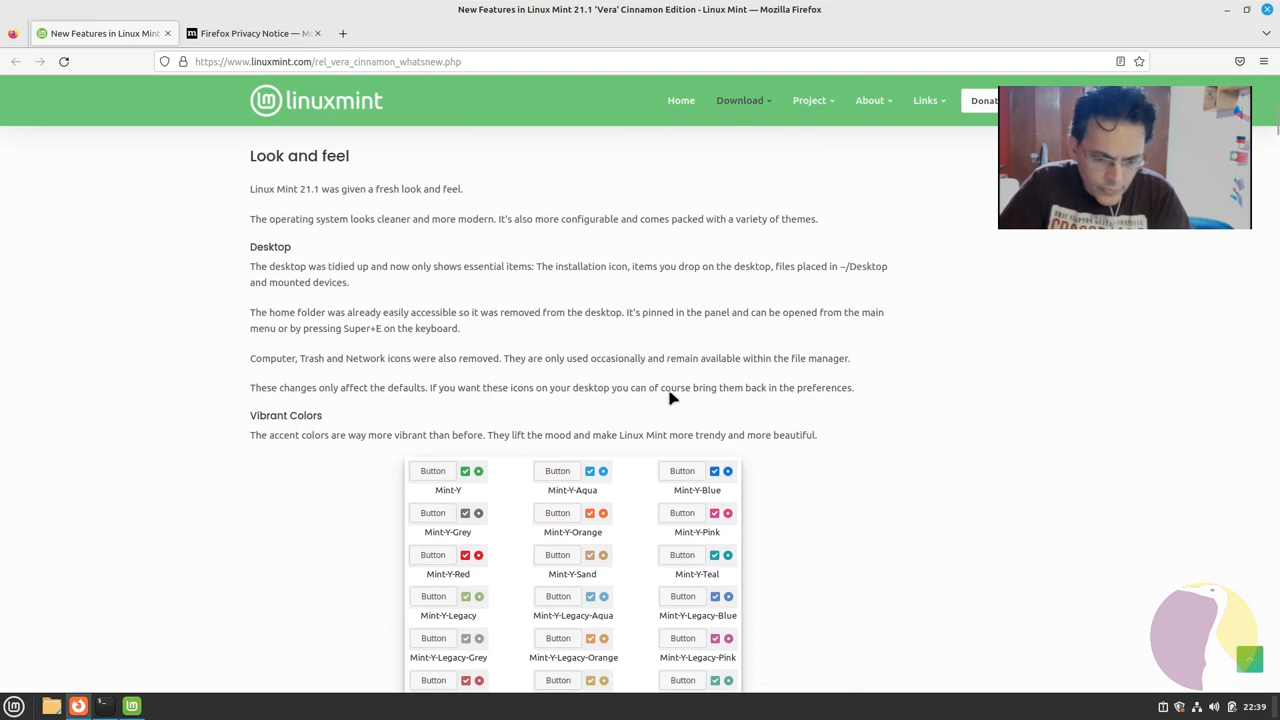 New Features in Linux Mint 21.1 'Vera' Cinnamon Edition - Linux Mint — Mozilla Firefox
New Features in Linux Mint
Firefox Privacy Notice — Mo
https://www.linuxmint.com/rel_vera_cinnamon_whatsnew.php
linuxmint
Home
Download
Project
About
Links
Donat
Look and feel
Linux Mint 21.1 was given a fresh look and feel.
The operating system looks cleaner and more modern. It's also more configurable and comes packed with a variety of themes.
Desktop
The desktop was tidied up and now only shows essential items: The installation icon, items you drop on the desktop, files placed in ~/Desktop
and mounted devices.
The home folder was already easily accessible so it was removed from the desktop. It's pinned in the panel and can be opened from the main
menu or by pressing Super+E on the keyboard.
Computer, Trash and Network icons were also removed. They are only used occasionally and remain available within the file manager.
These changes only affect the defaults. If you want these icons on your desktop you can of course bring them back in the preferences.
Vibrant Colors
The accent colors are way more vibrant than before. They lift the mood and make Linux Mint more trendy and more beautiful.
Button Button Button
Mint-Y Mint-Y-Aqua Mint-Y-Blue
Button Button Button
Mint-Y-Grey Mint-Y-Orange Mint-Y-Pink
Button Button Button
Mint-Y-Red Mint-Y-Sand Mint-Y-Teal
Button Button Button
Mint-Y-Legacy Mint-Y-Legacy-Aqua Mint-Y-Legacy-Blue
Button Button Button
Mint-Y-Legacy-Grey Mint-Y-Legacy-Orange Mint-Y-Legacy-Pink
Button Button Button
22:39